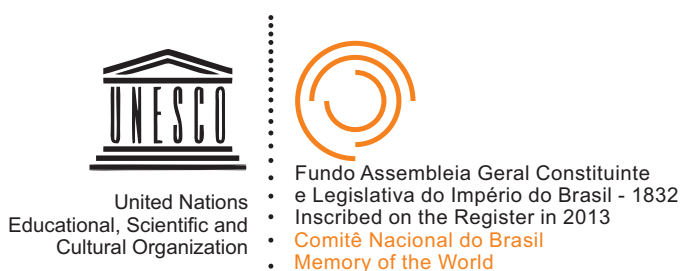 UNESCO
United Nations
Educational, Scientific and
Cultural Organization
Fundo Assembleia Geral Constituinte
e Legislativa do Império do Brasil - 1832
Inscribed on the Register in 2013
Comitê Nacional do Brasil
Memory of the World